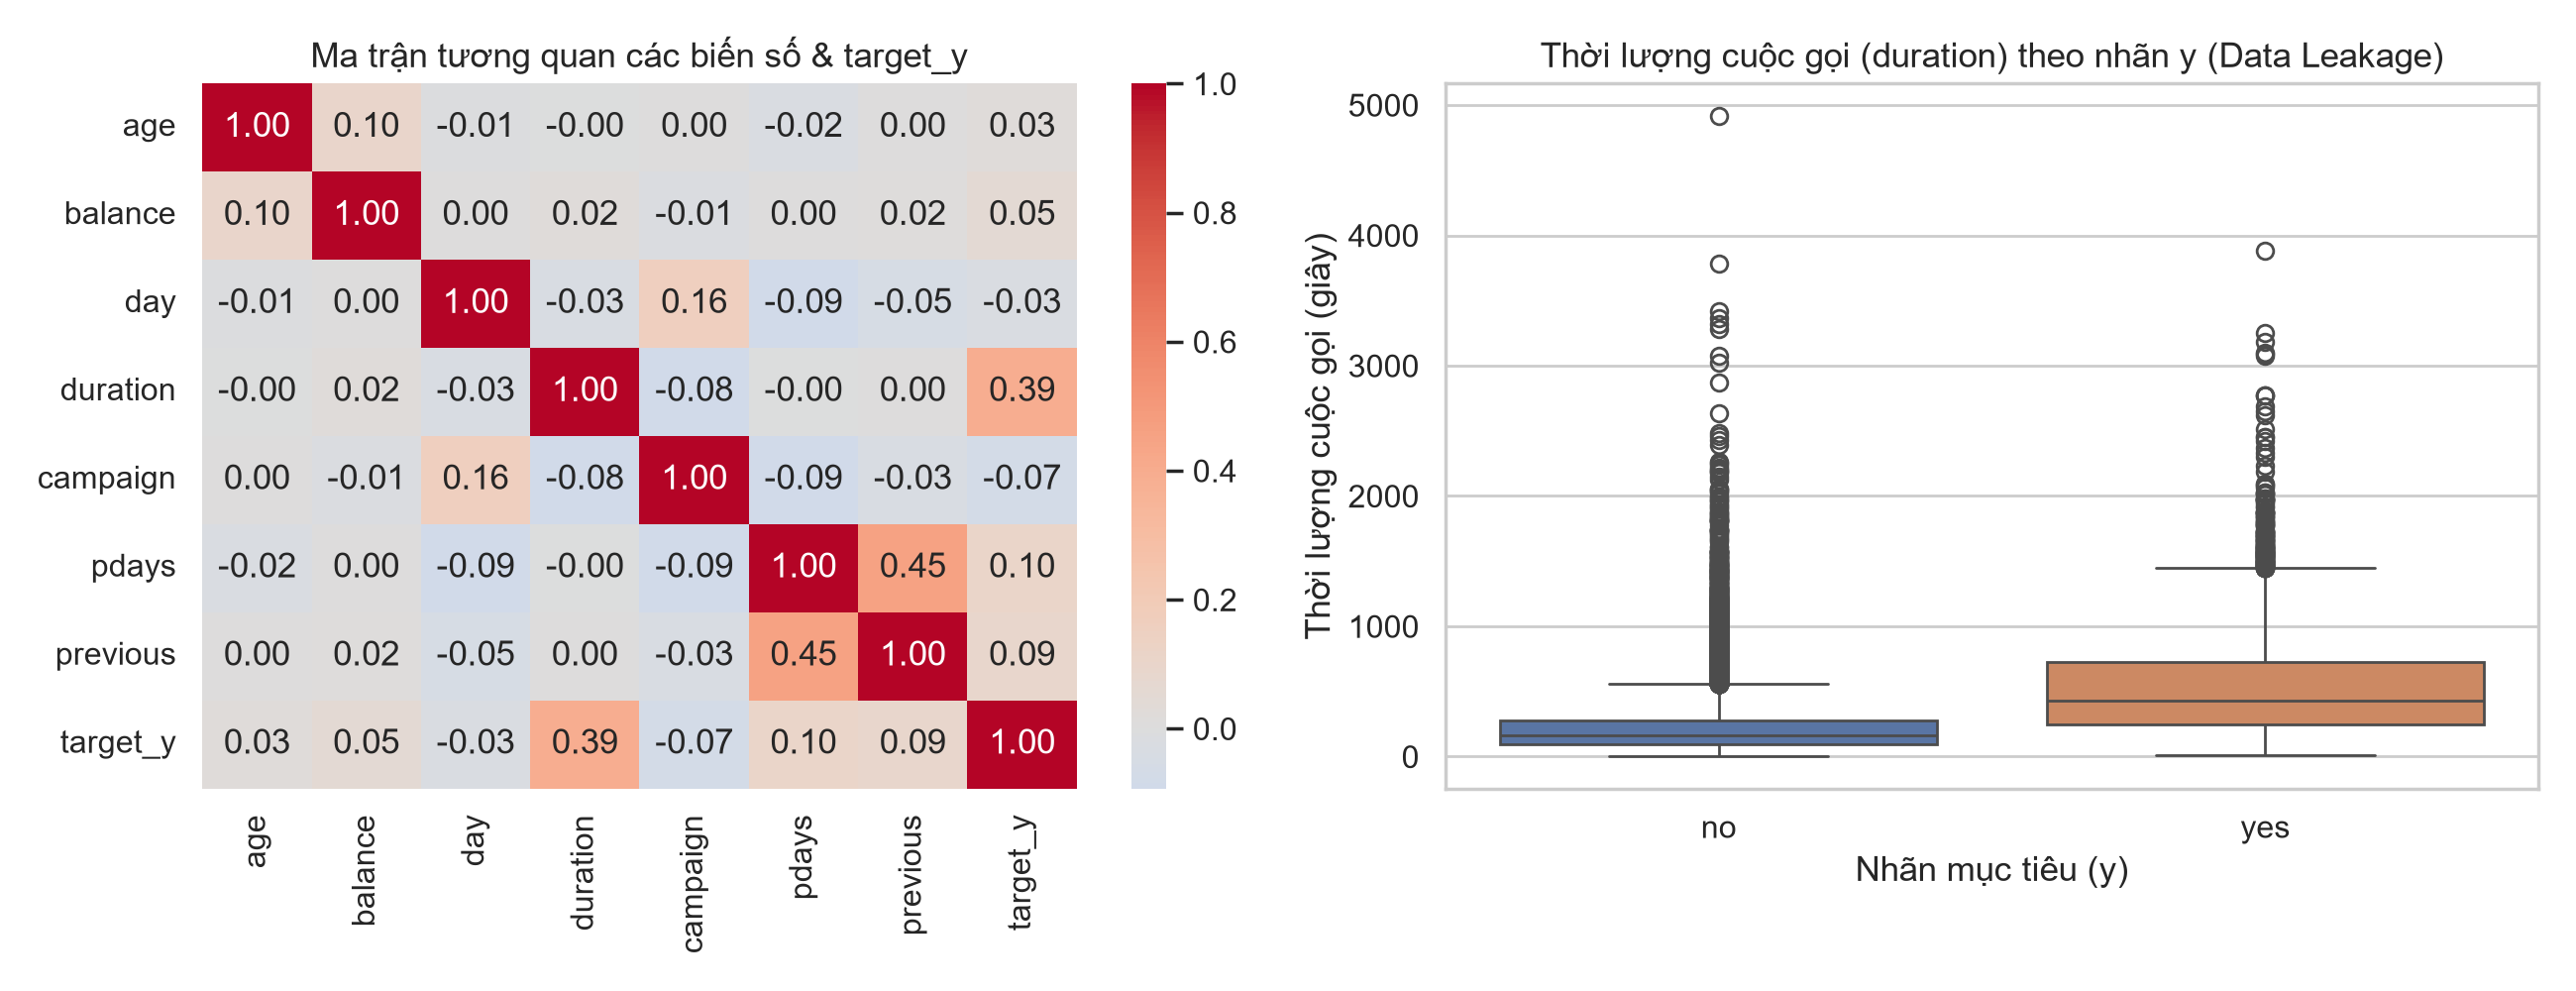 Ma trận tương quan các biến số & target_y
age 1.00 0.10 -0.01 -0.00 0.00 -0.02 0.00 0.03
balance 0.10 1.00 0.00 0.02 -0.01 0.00 0.02 0.05
day -0.01 0.00 1.00 -0.03 0.16 -0.09 -0.05 -0.03
duration -0.00 0.02 -0.03 1.00 -0.08 -0.00 0.00 0.39
campaign 0.00 -0.01 0.16 -0.08 1.00 -0.09 -0.03 -0.07
pdays -0.02 0.00 -0.09 -0.00 -0.09 1.00 0.45 0.10
previous 0.00 0.02 -0.05 0.00 -0.03 0.45 1.00 0.09
target_y 0.03 0.05 -0.03 0.39 -0.07 0.10 0.09 1.00
age balance day duration campaign pdays previous target_y
1.0
0.8
0.6
0.4
0.2
0.0
Thời lượng cuộc gọi (duration) theo nhãn y (Data Leakage)
Thời lượng cuộc gọi (giây)
5000
4000
3000
2000
1000
0
no yes
Nhãn mục tiêu (y)